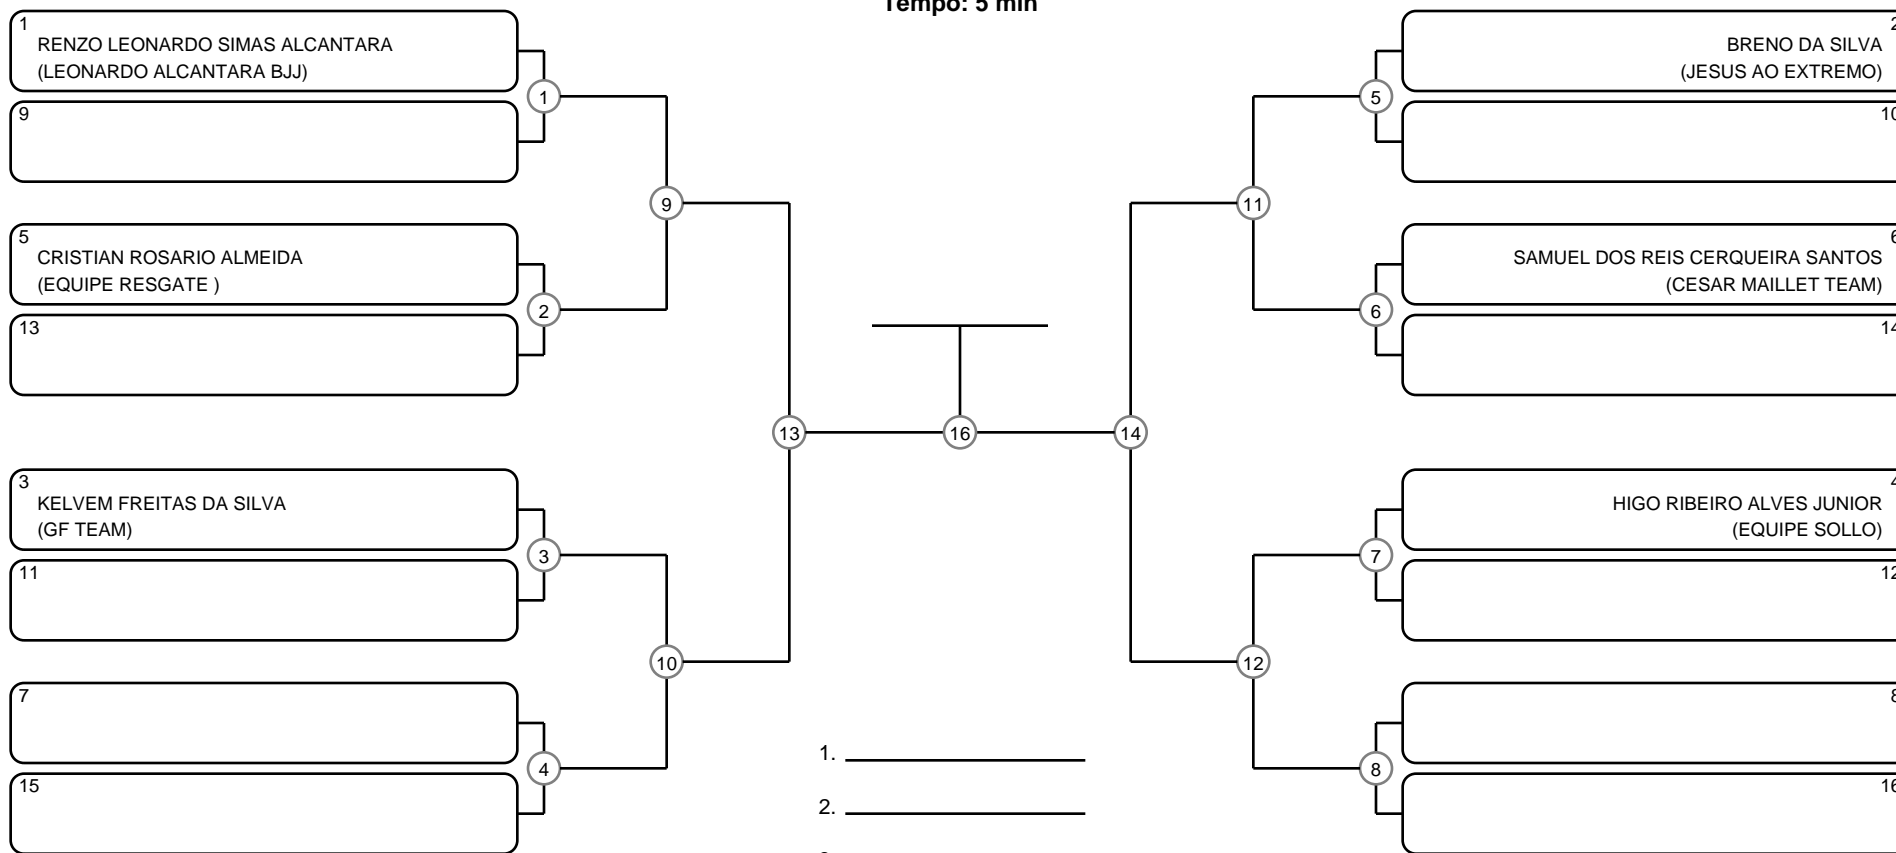 Tempo: 5 min
1
RENZO LEONARDO SIMAS ALCANTARA
(LEONARDO ALCANTARA BJJ)
9
5
CRISTIAN ROSARIO ALMEIDA
(EQUIPE RESGATE )
13
3
KELVEM FREITAS DA SILVA
(GF TEAM)
11
7
15
1
2
3
4
9
10
13
16
14
11
12
5
6
7
8
2
BRENO DA SILVA
(JESUS AO EXTREMO)
10
6
SAMUEL DOS REIS CERQUEIRA SANTOS
(CESAR MAILLET TEAM)
14
4
HIGO RIBEIRO ALVES JUNIOR
(EQUIPE SOLLO)
12
8
16
1.
2.